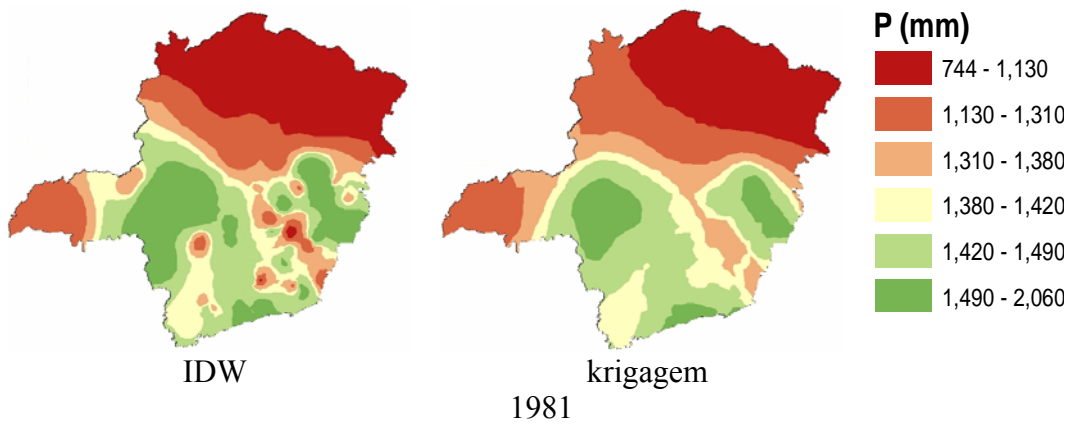 P (mm)
744 - 1,130
1,130 - 1,310
1,310 - 1,380
1,380 - 1,420
1,420 - 1,490
1,490 - 2,060
IDW
krigagem
1981